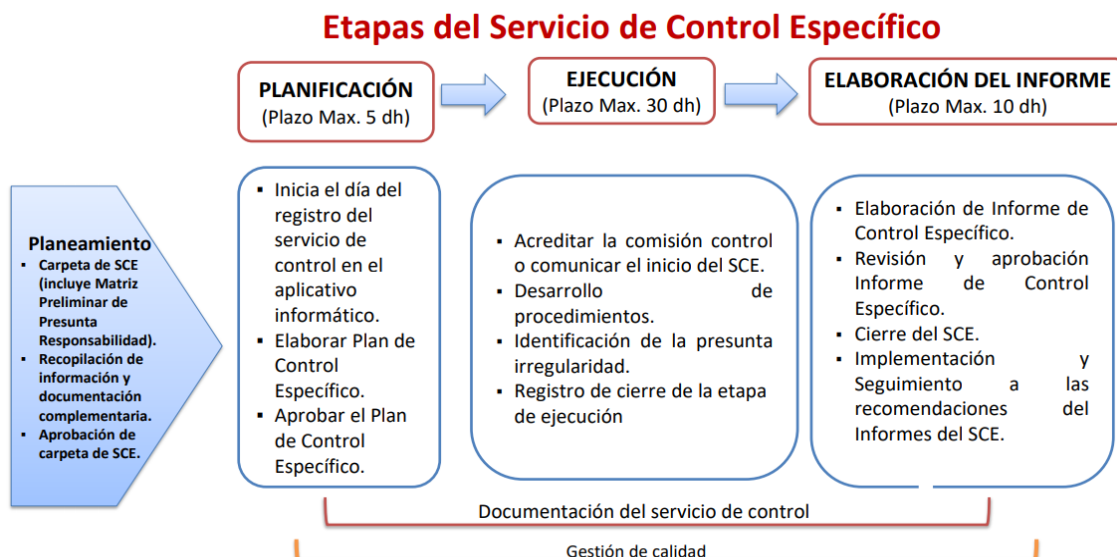 Etapas del Servicio de Control Específico
PLANIFICACIÓN
(Plazo Max. 5 dh)
EJECUCIÓN
(Plazo Max. 30 dh)
ELABORACIÓN DEL INFORME
(Plazo Max. 10 dh)
Planeamiento
▪ Carpeta de SCE
(incluye Matriz
Preliminar de
Presunta
Responsabilidad).
▪ Recopilación de
información y
documentación
complementaria.
▪ Aprobación de
carpeta de SCE.
▪ Inicia el día del
registro del
servicio de
control en el
aplicativo
informático.
▪ Elaborar Plan de
Control
Específico.
▪ Aprobar el Plan
de Control
Específico.
▪ Acreditar la comisión control
o comunicar el inicio del SCE.
▪ Desarrollo de
procedimientos.
▪ Identificación de la presunta
irregularidad.
▪ Registro de cierre de la etapa
de ejecución
▪ Elaboración de Informe de
Control Específico.
▪ Revisión y aprobación
Informe de Control
Específico.
▪ Cierre del SCE.
▪ Implementación y
Seguimiento a las
recomendaciones del
Informes del SCE.
Documentación del servicio de control
Gestión de calidad